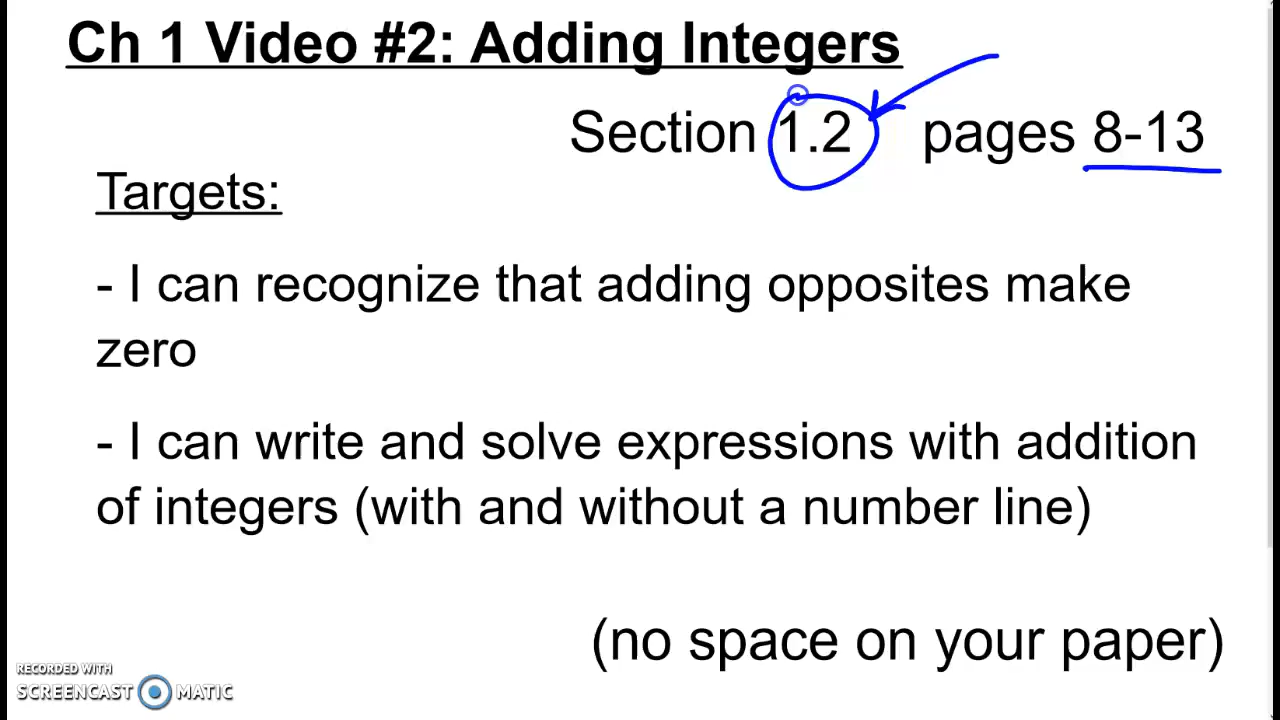 Ch 1 Video #2: Adding Integers
Section 1.2 pages 8-13
Targets:
- I can recognize that adding opposites make
zero
- I can write and solve expressions with addition
of integers (with and without a number line)
(no space on your paper)
RECORDED WITH
SCREENCAST MATIC